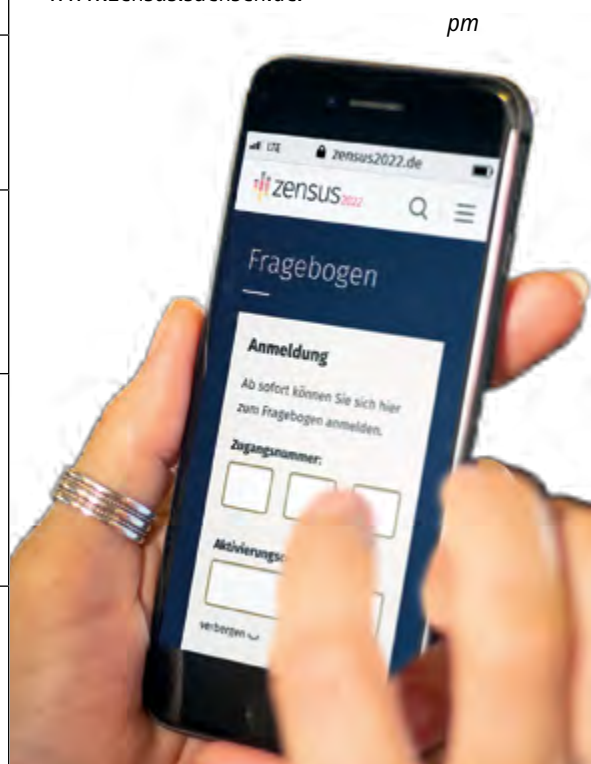 pm
LTE zensus2022.de
zensus2022
Fragebogen
Anmeldung
Ab sofort können Sie sich hier
zum Fragebogen anmelden.
Zugangsnummer:
verbergen